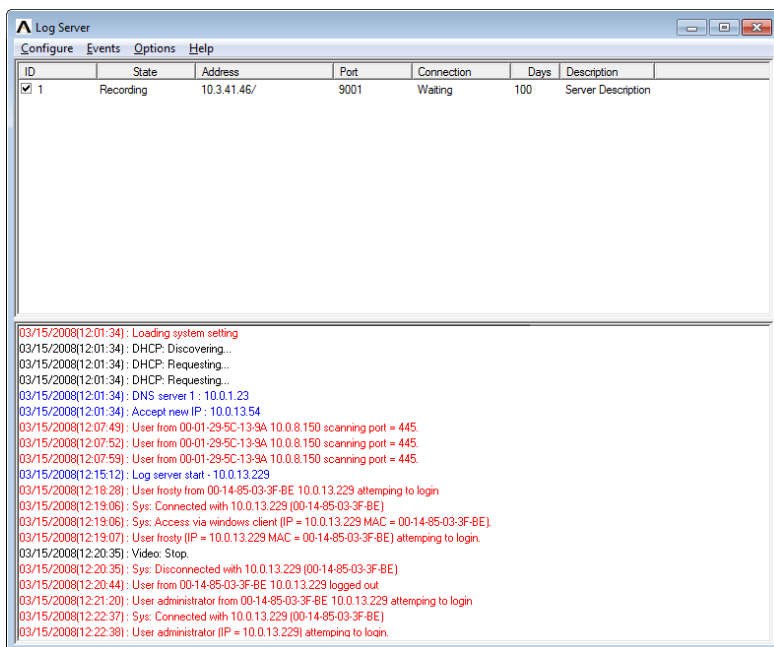 Log Server
Configure Events Options Help
ID State Address Port Connection Days Description
1 Recording 10.3.41.46/ 9001 Waiting 100 Server Description
03/15/2008(12:01:34) : Loading system setting
03/15/2008(12:01:34) : DHCP: Discovering...
03/15/2008(12:01:34) : DHCP: Requesting...
03/15/2008(12:01:34) : DHCP: Requesting...
03/15/2008(12:01:34) : DNS server 1 : 10.0.1.23
03/15/2008(12:01:34) : Accept new IP : 10.0.13.54
03/15/2008(12:07:49) : User from 00-01-29-5C-13-9A 10.0.8.150 scanning port = 445.
03/15/2008(12:07:52) : User from 00-01-29-5C-13-9A 10.0.8.150 scanning port = 445.
03/15/2008(12:07:59) : User from 00-01-29-5C-13-9A 10.0.8.150 scanning port = 445.
03/15/2008(12:15:12) : Log server start - 10.0.13.229
03/15/2008(12:18:28) : User frosty from 00-14-85-03-3F-BE 10.0.13.229 attemping to login
03/15/2008(12:19:06) : Sys: Connected with 10.0.13.229 (00-14-85-03-3F-BE)
03/15/2008(12:19:06) : Sys: Access via windows client (IP = 10.0.13.229 MAC = 00-14-85-03-3F-BE).
03/15/2008(12:19:07) : User frosty (IP = 10.0.13.229 MAC = 00-14-85-03-3F-BE) attemping to login.
03/15/2008(12:20:35) : Video: Stop.
03/15/2008(12:20:35) : Sys: Disconnected with 10.0.13.229 (00-14-85-03-3F-BE)
03/15/2008(12:20:44) : User from 00-14-85-03-3F-BE 10.0.13.229 logged out
03/15/2008(12:21:20) : User administrator from 00-14-85-03-3F-BE 10.0.13.229 attemping to login
03/15/2008(12:22:37) : Sys: Connected with 10.0.13.229 (00-14-85-03-3F-BE)
03/15/2008(12:22:38) : User administrator (IP = 10.0.13.229) attemping to login.